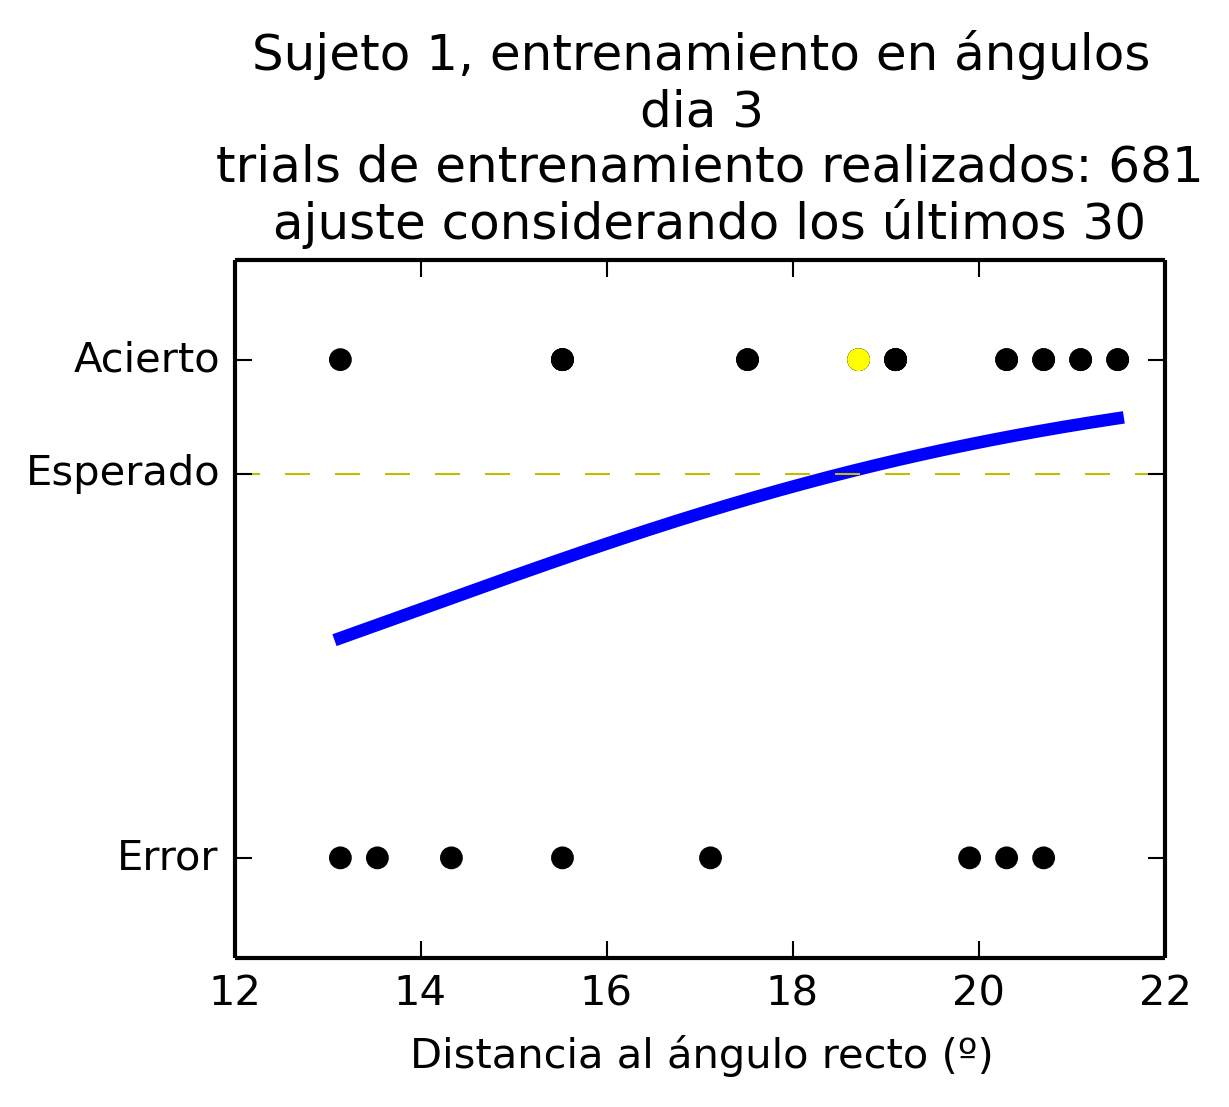 Sujeto 1, entrenamiento en ángulos
dia 3
trials de entrenamiento realizados: 681
ajuste considerando los últimos 30
Acierto
Esperado
Error
12 14 16 18 20 22
Distancia al ángulo recto (º)